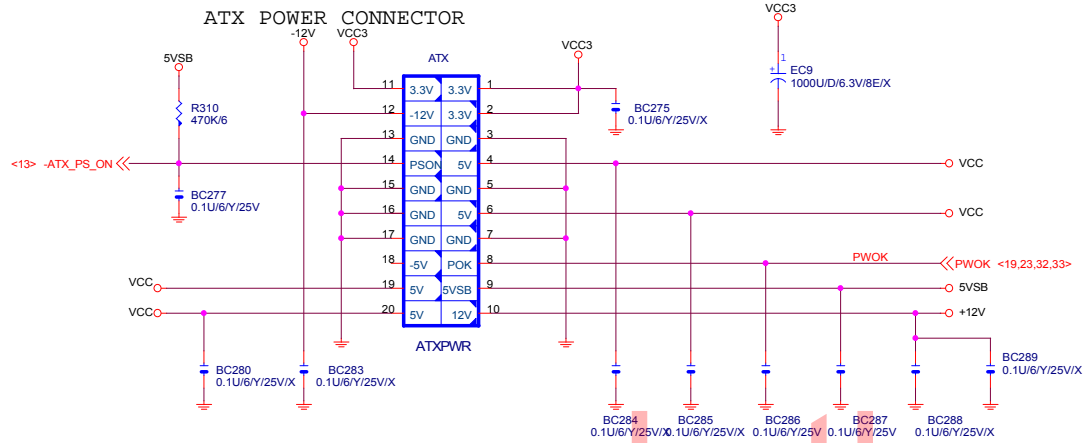 ATX POWER CONNECTOR
-12V
VCC3
VCC3
VCC3
5VSB
ATX
1
EC9
1000U/D/6.3V/8E/X
R310
470K/6
11 3.3V 3.3V 1
12 -12V 3.3V 2
13 GND GND 3
14 PSON 5V 4
15 GND GND 5
16 GND 5V 6
17 GND GND 7
18 -5V POK 8
19 5V 5VSB 9
20 5V 12V 10
ATXPWR
BC275
0.1U/6/Y/25V/X
<13> -ATX_PS_ON
BC277
0.1U/6/Y/25V
VCC
VCC
VCC
VCC
PWOK
PWOK <19,23,32,33>
5VSB
+12V
BC280
0.1U/6/Y/25V/X
BC283
0.1U/6/Y/25V/X
BC289
0.1U/6/Y/25V/X
BC284
0.1U/6/Y/25V/X
BC285
0.1U/6/Y/25V/X
BC286
0.1U/6/Y/25V
BC287
0.1U/6/Y/25V
BC288
0.1U/6/Y/25V/X